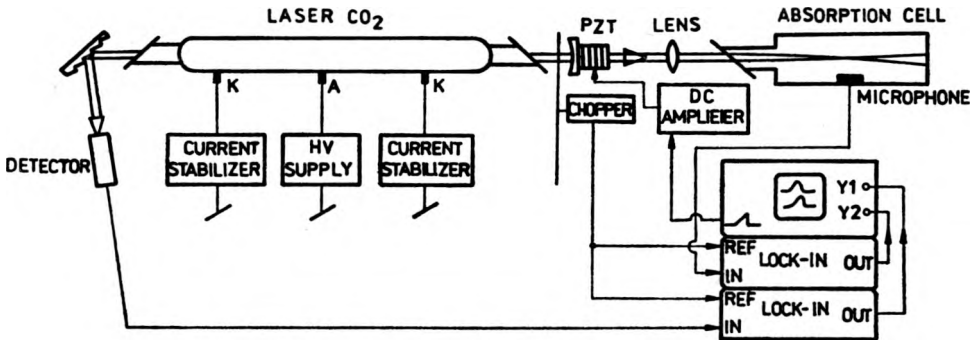 LASER CO2
PZT
LENS
ABSORPTION CELL
K
A
K
MICROPHONE
CHOPPER
DC
AMPLIEIER
DETECTOR
CURRENT
STABILIZER
HV
SUPPLY
CURRENT
STABILIZER
Y1
Y2
REF
LOCK-IN
OUT
IN
REF
LOCK-IN
OUT
IN